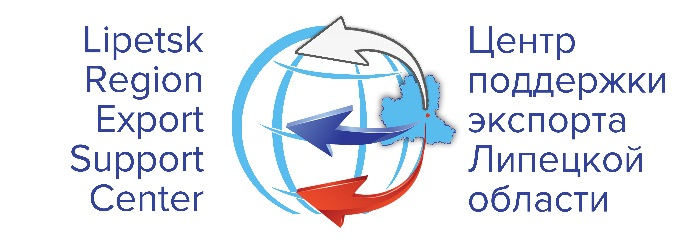 Lipetsk
Region
Export
Support
Center
Центр
поддержки
экспорта
Липецкой
области